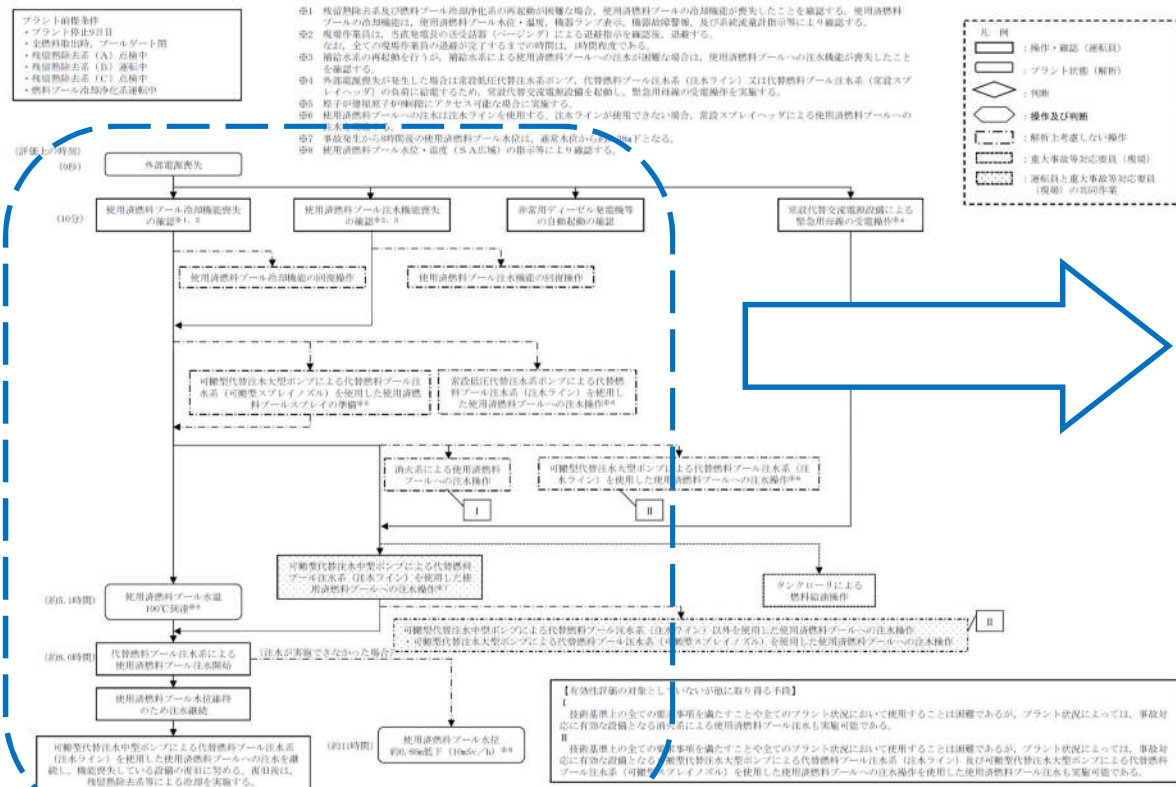 プラント前提条件
・プラント停止9日目
・全燃料取出時，プールゲート閉
・残留熱除去系（A）点検中
・残留熱除去系（B）運転中
・残留熱除去系（C）点検中
・燃料プール冷却浄化系運転中
※1 残留熱除去系及び燃料プール冷却浄化系の再起動が困難な場合，使用済燃料プールの冷却機能が喪失したことを確認する。使用済燃料
プールの冷却機能は，使用済燃料プール水位・温度，機器ランプ表示，機器故障警報，及び系統流量計指示等により確認する。
※2 現場作業員は，当直発電長の送受話器（ページング）による退避指示を確認後，退避する。
なお，全ての現場作業員の退避が完了するまでの時間は，1時間程度である。
※3 補給水系の再起動を行うが，補給水系による使用済燃料プールへの注水が困難な場合は，使用済燃料プールへの注水機能が喪失したこと
を確認する。
※4 外部電源喪失が発生した場合は常設低圧代替注水系ポンプ，代替燃料プール注水系（注水ライン）又は代替燃料プール注水系（常設スプ
レイヘッダ）の負荷に給電するため，常設代替交流電源設備を起動し，緊急用母線の受電操作を実施する。
※5 原子炉建屋原子炉棟6階にアクセス可能な場合に実施する。
※6 使用済燃料プールへの注水は注水ラインを使用する。注水ラインが使用できない場合，常設スプレイヘッダによる使用済燃料プールへの
※7 事故発生から8時間後の使用済燃料プール水位は，通常水位から
下となる。
※8 使用済燃料プール水位・温度（SA広域）の指示等により確認する。
凡 例
：操作・確認（運転員）
：プラント状態（解析）
：判断
：操作及び判断
：解析上考慮しない操作
：重大事故等対応要員（現場）
：運転員と重大事故等対応要員
（現場）の共同作業
（評価上の時刻）
（0秒）
外部電源喪失
（10分）
使用済燃料プール冷却機能喪失
の確認※1，2
使用済燃料プール注水機能喪失
の確認※2，3
非常用ディーゼル発電機等
の自動起動の確認
常設代替交流電源設備による
緊急用母線の受電操作※4
使用済燃料プール冷却機能の回復操作
使用済燃料プール注水機能の回復操作
可搬型代替注水大型ポンプによる代替燃料プール注
水系（可搬型スプレイノズル）を使用した使用済燃
料プールスプレイの準備※5
常設低圧代替注水系ポンプによる代替燃
料プール注水系（注水ライン）を使用し
た使用済燃料プールへの注水操作※6
消火系による使用済燃料
プールへの注水操作
可搬型代替注水大型ポンプによる代替燃料プール注水系（注
水ライン）を使用した使用済燃料プールへの注水操作※6
Ⅰ
Ⅱ
可搬型代替注水中型ポンプによる代替燃料
プール注水系（注水ライン）を使用した使
用済燃料プールへの注水操作※7
タンクローリによる
燃料給油操作
（約5.1時間）
使用済燃料プール水温
100℃到達※8
可搬型代替注水中型ポンプによる代替燃料プール注水系（注水ライン）以外を使用した使用済燃料プールへの注水操作
・可搬型代替注水大型ポンプによる代替燃料プール注水系（可搬型スプレイノズル）を使用した使用済燃料プールへの注水操作
Ⅱ
（約8.0時間）
代替燃料プール注水系による
使用済燃料プール注水開始
（注水が実施できなかった場合）
使用済燃料プール水位維持
のため注水継続
（約11時間）
使用済燃料プール水位
約0.86m低下（10mSv／h）※8
可搬型代替注水中型ポンプによる代替燃料プール注水系
（注水ライン）を使用した使用済燃料プールへの注水を継
続し，機能喪失している設備の復旧に努める。復旧後は，
残留熱除去系等による冷却を実施する。
【有効性評価の対象としていないが他に取り得る手段】
Ⅰ
技術基準上の全ての要求事項を満たすことや全てのプラント状況において使用することは困難であるが，プラント状況によっては，事故対
応に有効な設備となる消火系による使用済燃料プール注水も実施可能である。
Ⅱ
技術基準上の全ての要求事項を満たすことや全てのプラント状況において使用することは困難であるが，プラント状況によっては，事故対
応に有効な設備となる可搬型代替注水大型ポンプによる代替燃料プール注水系（注水ライン）及び可搬型代替注水大型ポンプによる代替燃料
プール注水系（可搬型スプレイノズル）を使用した使用済燃料プールへの注水操作を使用した使用済燃料プール注水も実施可能である。